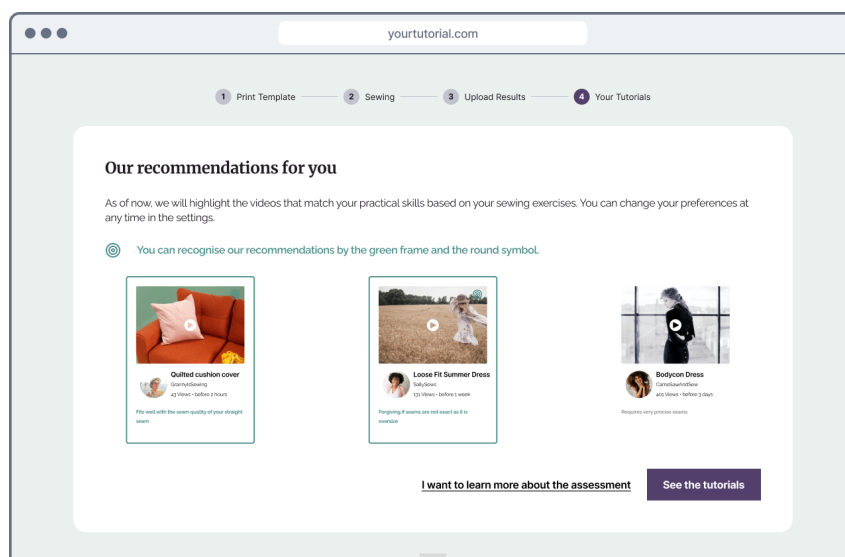 yourtutorial.com
1 Print Template 2 Sewing 3 Upload Results 4 Your Tutorials
Our recommendations for you
As of now, we will highlight the videos that match your practical skills based on your sewing exercises. You can change your preferences at
any time in the settings.
You can recognise our recommendations by the green frame and the round symbol.
Quilted cushion cover
GrannyIsSewing
43 Views • before 2 hours
Fits well with the seam quality of your straight
seam
Loose Fit Summer Dress
SallySews
131 Views • before 1 week
Forgiving if seems are not exact as it is
oversize
Bodycon Dress
CamelSawAndSow
401 Views • before 3 days
Requires very precise seams
I want to learn more about the assessment
See the tutorials